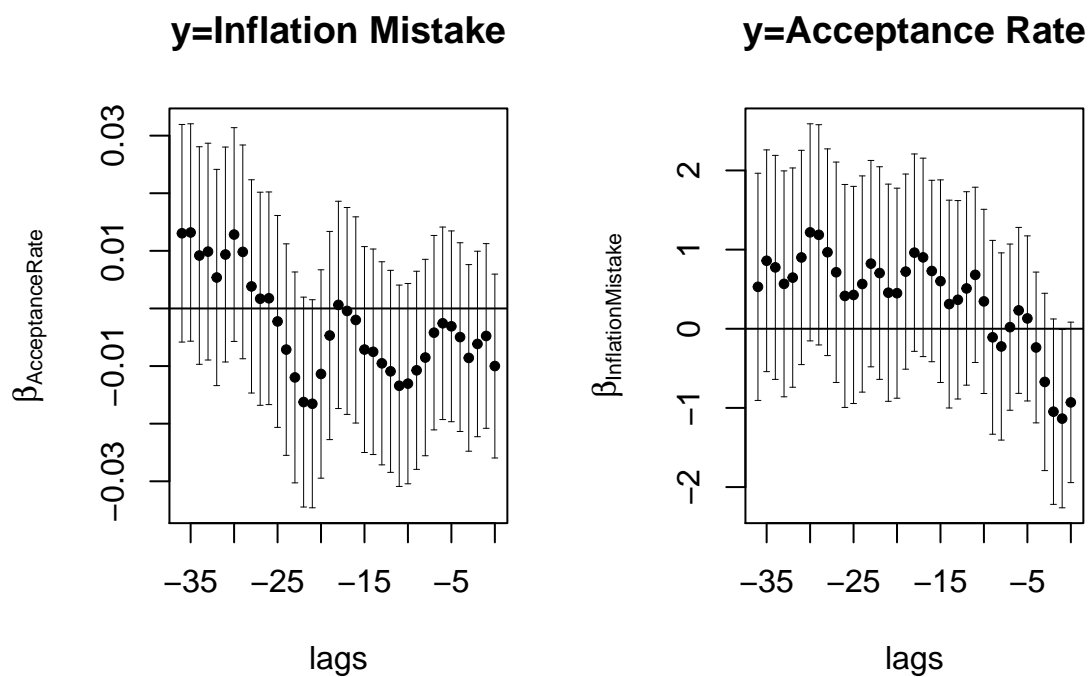 y=Inflation Mistake
0.03
0.01
−0.01
−0.03
βAcceptanceRate
−35
−25
−15
−5
lags
y=Acceptance Rate
2
1
0
−1
−2
βInflationMistake
−35
−25
−15
−5
lags